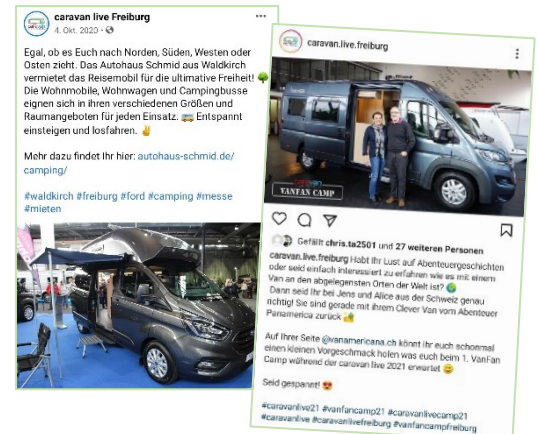 caravan live Freiburg
4. Okt. 2020
Egal, ob es Euch nach Norden, Süden, Westen oder
Osten zieht. Das Autohaus Schmid aus Waldkirch
vermietet das Reisemobil für die ultimative Freiheit!
Die Wohnmobile, Wohnwagen und Campingbusse
eignen sich in ihren verschiedenen Größen und
Raumangeboten für jeden Einsatz. 🚌 Entspannt
einsteigen und losfahren. ✌
Mehr dazu findet Ihr hier: autohaus-schmid.de/
camping/
#waldkirch #freiburg #ford #camping #messe
#mieten
caravan.live.freiburg
caravan
VANFAN CAMP
Gefällt chris.ta2501 und 27 weiteren Personen
caravan.live.freiburg Habt Ihr Lust auf Abenteuergeschichten
oder seid einfach interessiert zu erfahren wie es mit einem
Van an den abgelegensten Orten der Welt ist? 🌍
Dann seid Ihr bei Jens und Alice aus der Schweiz genau
richtig! Sie sind gerade mit ihrem Clever Van vom Abenteuer
Panamerica zurück
Auf Ihrer Seite @vanamericana.ch könnt ihr euch schonmal
einen kleinen Vorgeschmack holen was euch beim 1. VanFan
Camp während der caravan live 2021 erwartet 😄
Seid gespannt! 😍
#caravanlive21 #vanfancamp21 #caravanlivecamp21
#caravanlive #caravanlivefreiburg #vanfancampfreiburg